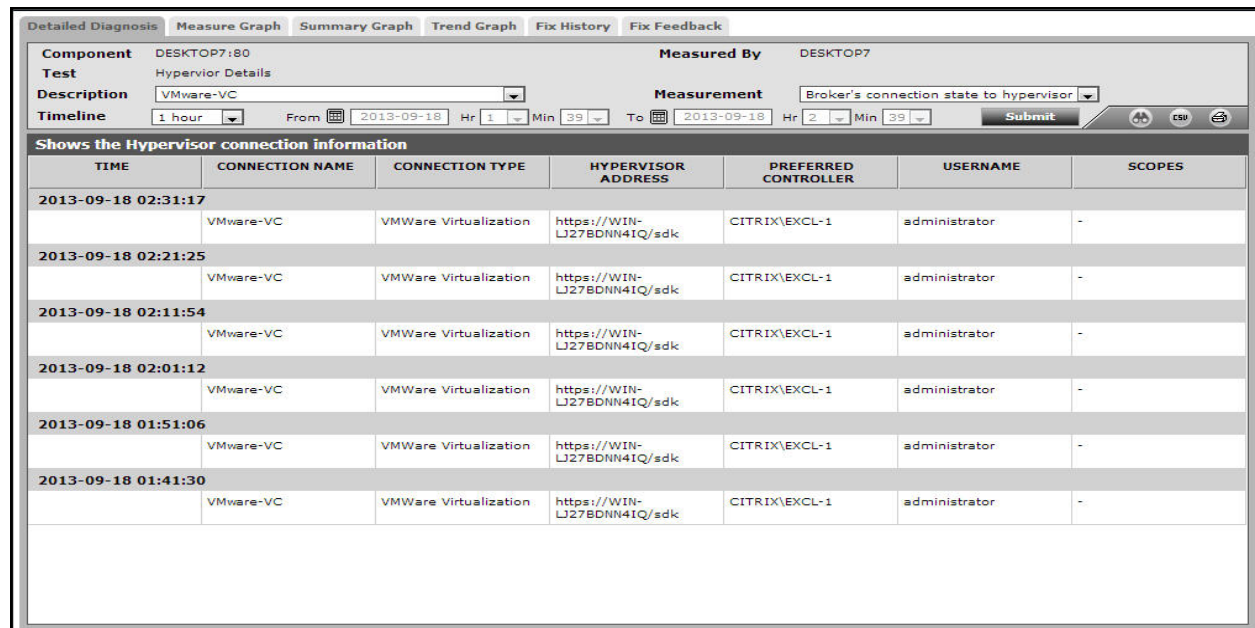 Detailed Diagnosis Measure Graph Summary Graph Trend Graph Fix History Fix Feedback
Component DESKTOP7:80 Measured By DESKTOP7
Test Hypervior Details
Description VMware-VC Measurement Broker's connection state to hypervisor
Timeline 1 hour From 2013-09-18 Hr 1 Min 39 To 2013-09-18 Hr 2 Min 39 Submit CSV
Shows the Hypervisor connection information
TIME CONNECTION NAME CONNECTION TYPE HYPERVISOR ADDRESS PREFERRED CONTROLLER USERNAME SCOPES
2013-09-18 02:31:17
VMware-VC VMWare Virtualization https://WIN-LJ27BDNN4IQ/sdk CITRIX\EXCL-1 administrator -
2013-09-18 02:21:25
VMware-VC VMWare Virtualization https://WIN-LJ27BDNN4IQ/sdk CITRIX\EXCL-1 administrator -
2013-09-18 02:11:54
VMware-VC VMWare Virtualization https://WIN-LJ27BDNN4IQ/sdk CITRIX\EXCL-1 administrator -
2013-09-18 02:01:12
VMware-VC VMWare Virtualization https://WIN-LJ27BDNN4IQ/sdk CITRIX\EXCL-1 administrator -
2013-09-18 01:51:06
VMware-VC VMWare Virtualization https://WIN-LJ27BDNN4IQ/sdk CITRIX\EXCL-1 administrator -
2013-09-18 01:41:30
VMware-VC VMWare Virtualization https://WIN-LJ27BDNN4IQ/sdk CITRIX\EXCL-1 administrator -